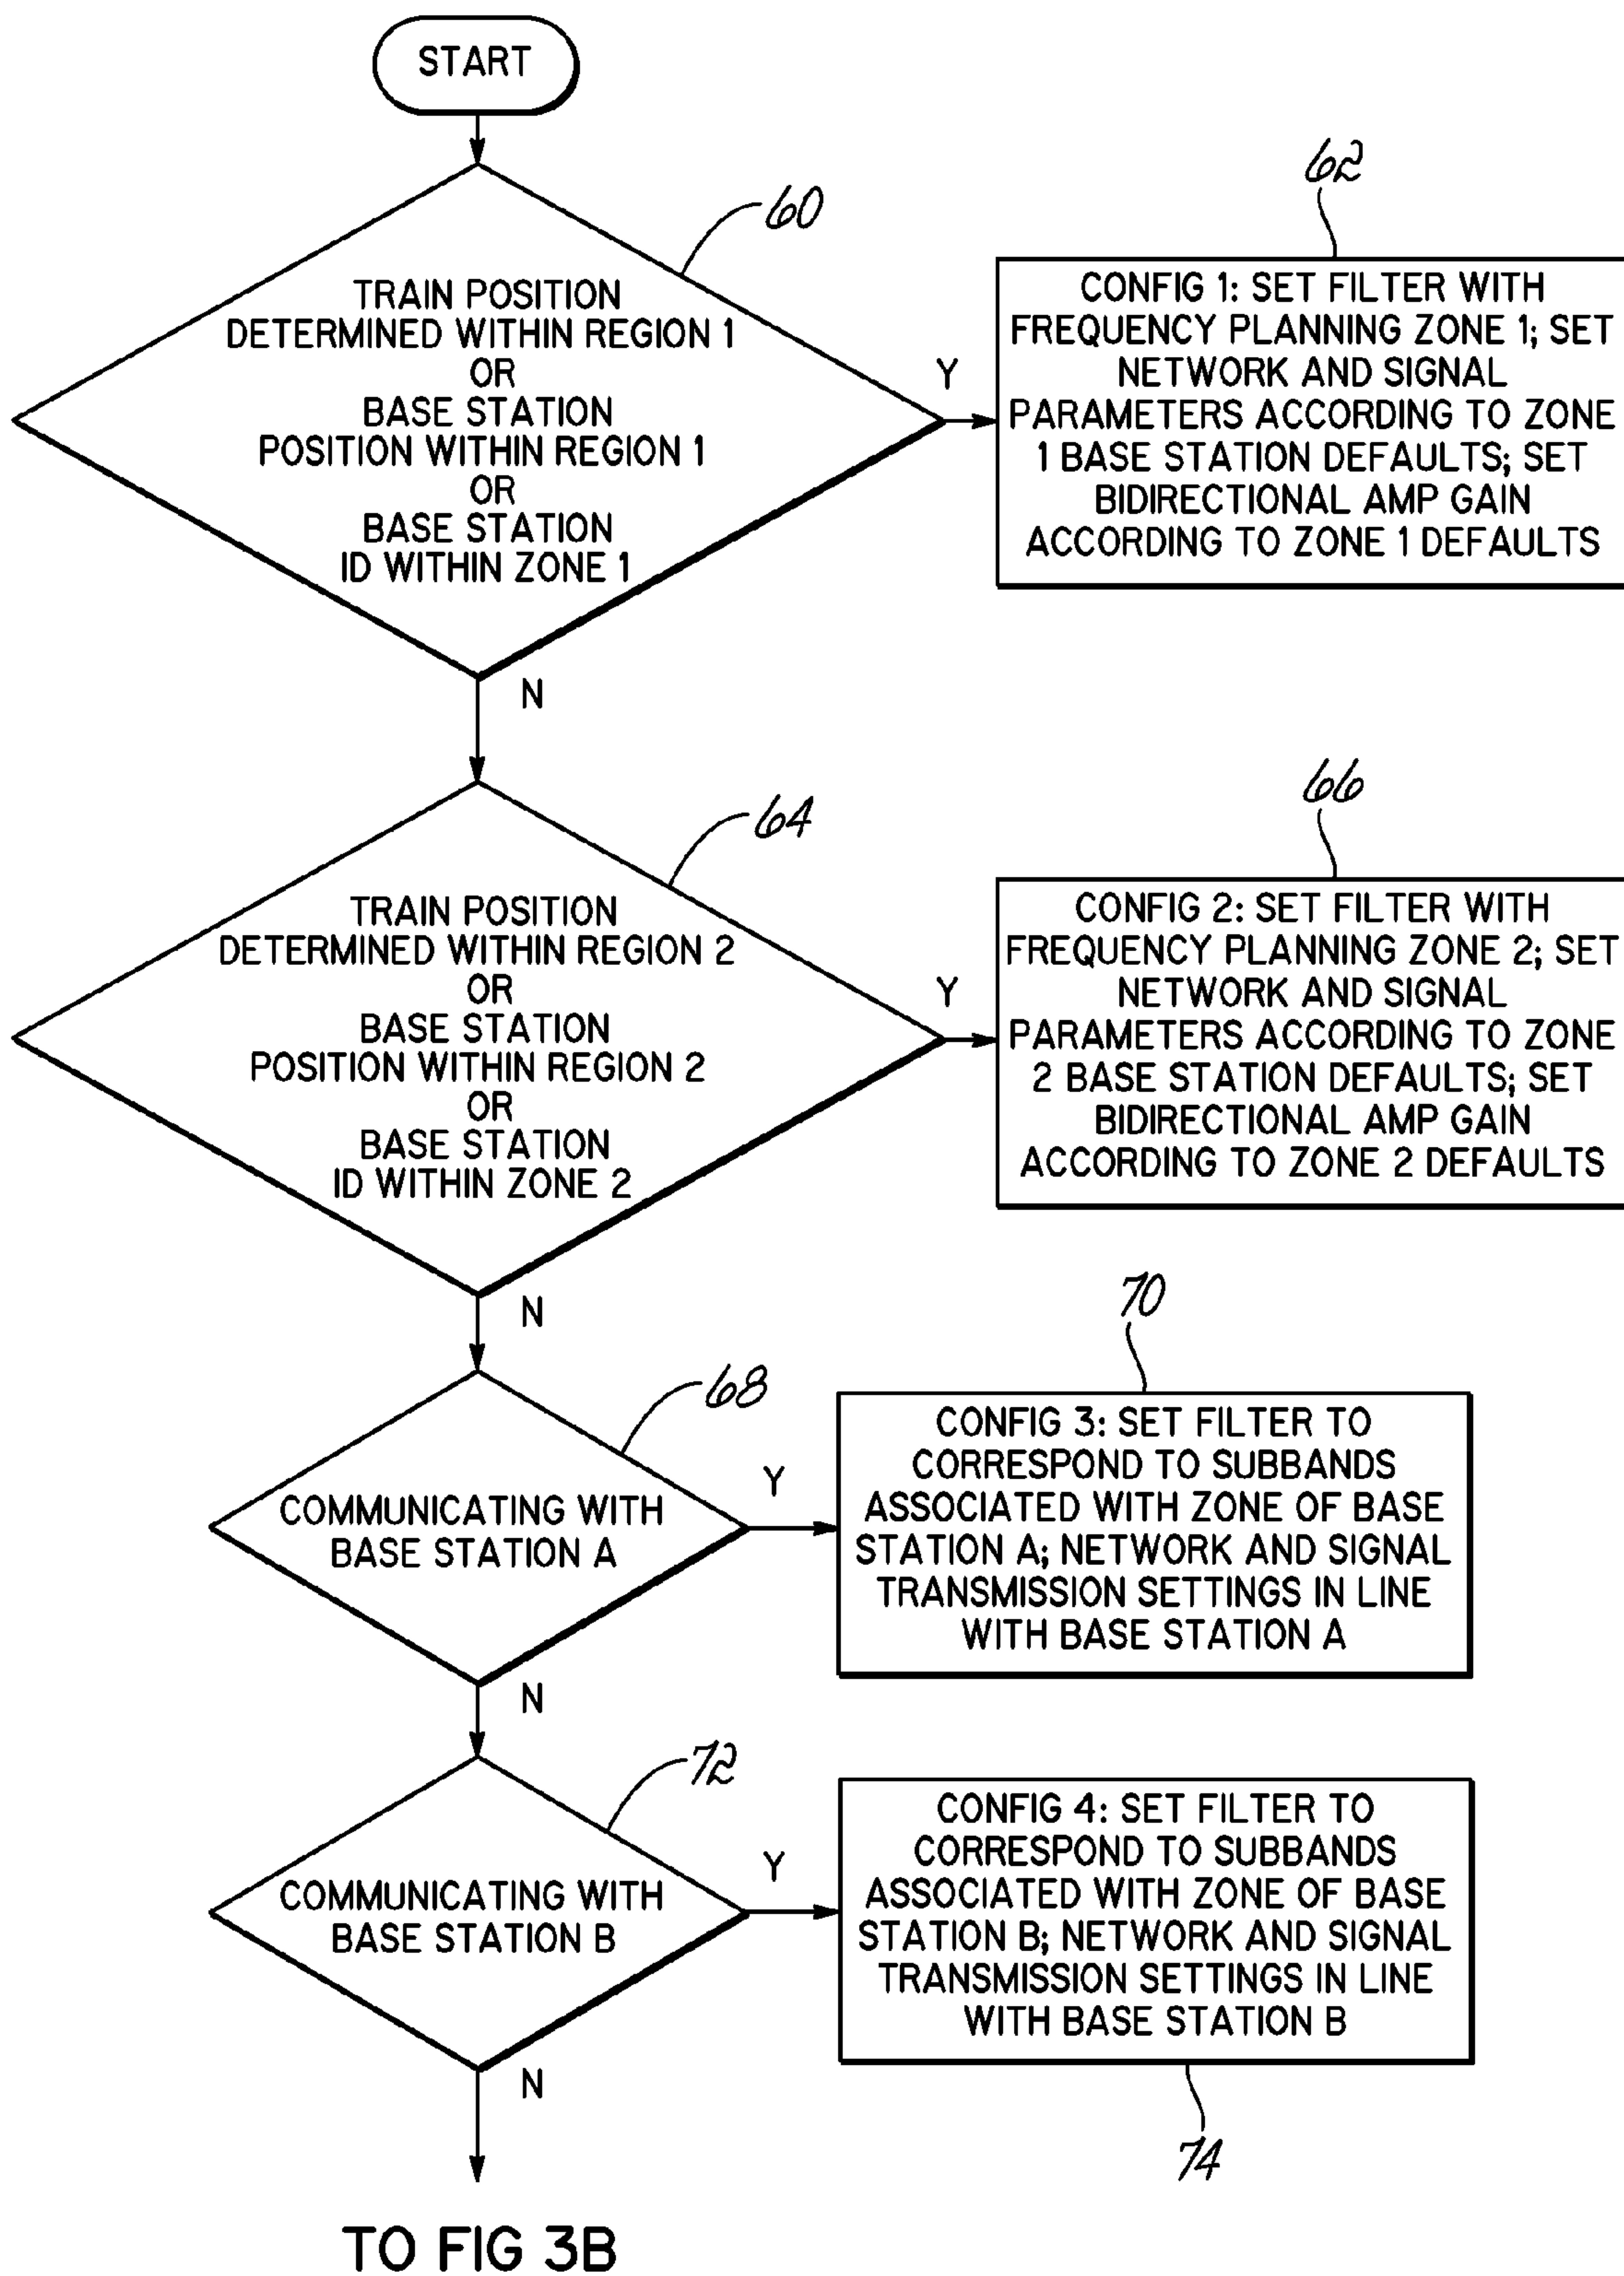 START
60
TRAIN POSITION
DETERMINED WITHIN REGION 1
OR
BASE STATION
POSITION WITHIN REGION 1
OR
BASE STATION
ID WITHIN ZONE 1
Y
62
CONFIG 1: SET FILTER WITH
FREQUENCY PLANNING ZONE 1; SET
NETWORK AND SIGNAL
PARAMETERS ACCORDING TO ZONE
1 BASE STATION DEFAULTS; SET
BIDIRECTIONAL AMP GAIN
ACCORDING TO ZONE 1 DEFAULTS
N
64
TRAIN POSITION
DETERMINED WITHIN REGION 2
OR
BASE STATION
POSITION WITHIN REGION 2
OR
BASE STATION
ID WITHIN ZONE 2
Y
66
CONFIG 2: SET FILTER WITH
FREQUENCY PLANNING ZONE 2; SET
NETWORK AND SIGNAL
PARAMETERS ACCORDING TO ZONE
2 BASE STATION DEFAULTS; SET
BIDIRECTIONAL AMP GAIN
ACCORDING TO ZONE 2 DEFAULTS
N
68
COMMUNICATING WITH
BASE STATION A
Y
70
CONFIG 3: SET FILTER TO
CORRESPOND TO SUBBANDS
ASSOCIATED WITH ZONE OF BASE
STATION A; NETWORK AND SIGNAL
TRANSMISSION SETTINGS IN LINE
WITH BASE STATION A
N
72
COMMUNICATING WITH
BASE STATION B
Y
CONFIG 4: SET FILTER TO
CORRESPOND TO SUBBANDS
ASSOCIATED WITH ZONE OF BASE
STATION B; NETWORK AND SIGNAL
TRANSMISSION SETTINGS IN LINE
WITH BASE STATION B
74
N
TO FIG 3B